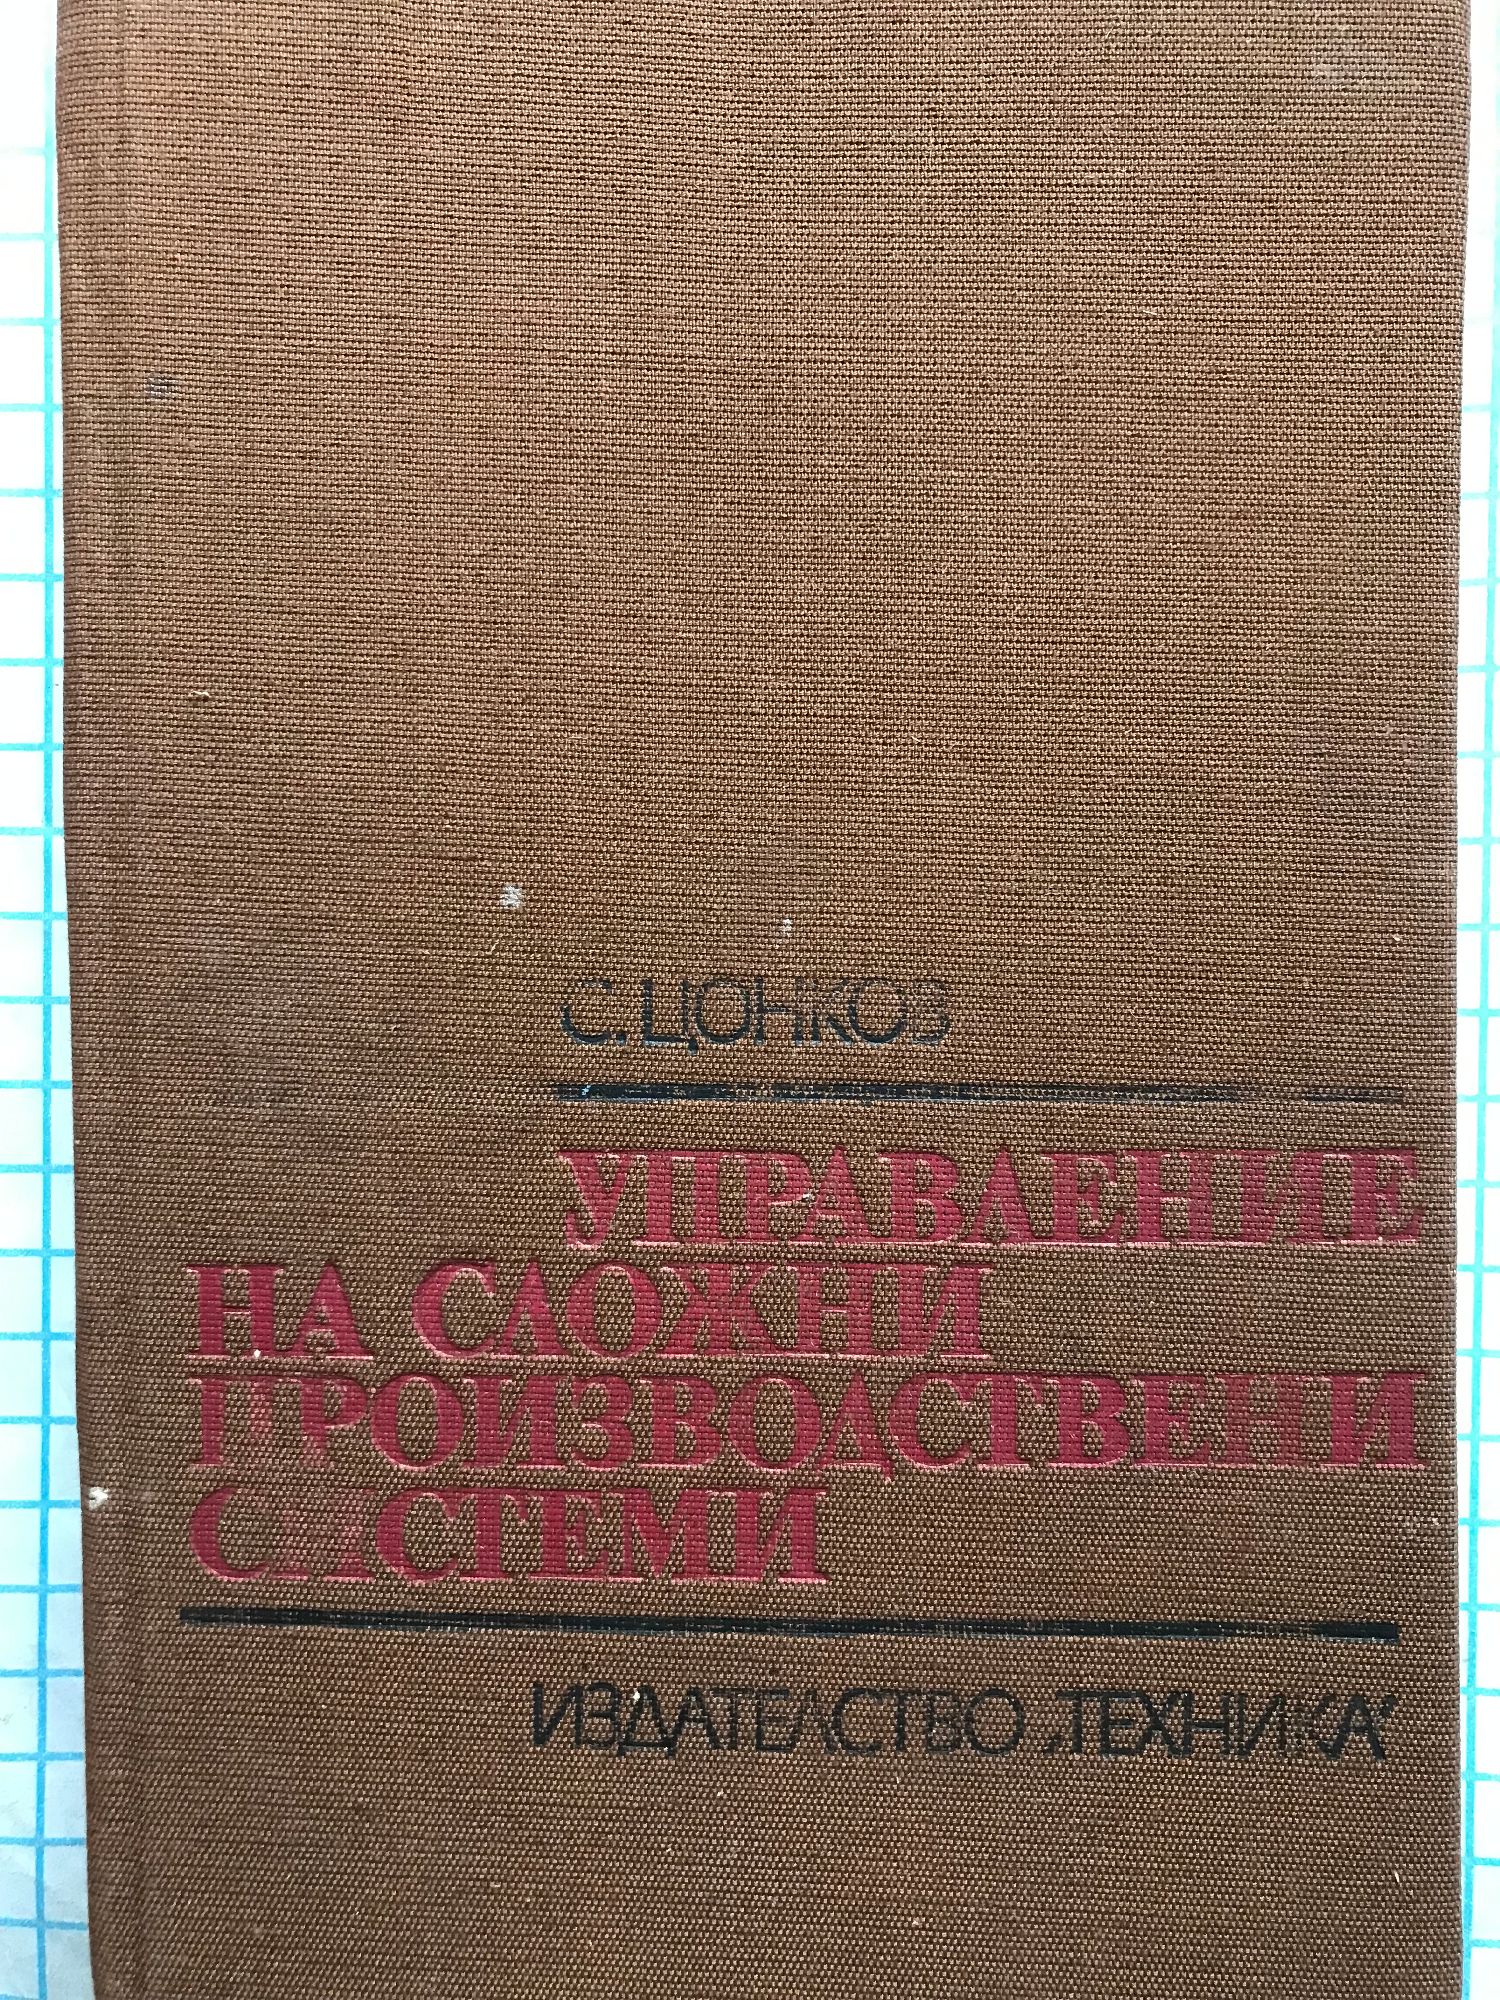 С. ЦОНКОВ
УПРАВЛЕНИЕ
НА СЛОЖНИ
ПРОИЗВОДСТВЕНИ
СИСТЕМИ
ИЗДАТЕЛСТВО „ТЕХНИКА“